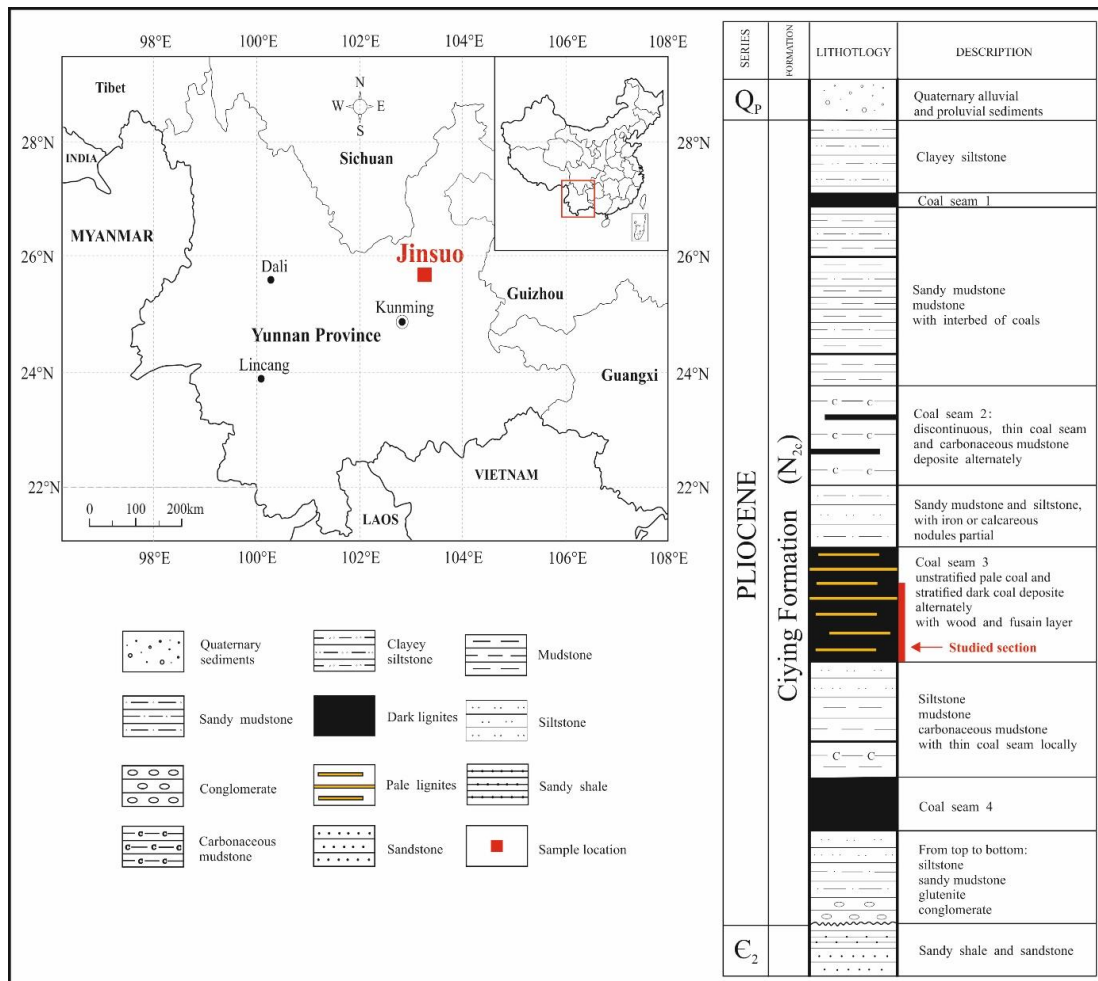 98°E 100°E 102°E 104°E 106°E 108°E
Tibet
N
W E
S
28°N 28°N
INDIA
Sichuan
MYANMAR
26°N 26°N
Jinsuo
Dali
Guizhou
Kunming
Yunnan Province
Lincang
24°N 24°N
Guangxi
22°N 22°N
VIETNAM
LAOS
0 100 200km
98°E 100°E 102°E 104°E 106°E 108°E
Quaternary
sediments
Clayey
siltstone
Mudstone
Sandy mudstone
Dark lignites
Siltstone
Conglomerate
Pale lignites
Sandy shale
Carbonaceous
mudstone
Sandstone
Sample location
SERIES
FORMATION
LITHOTLOGY
DESCRIPTION
QP
Quaternary alluvial
and proluvial sediments
PLIOCENE
Ciying Formation (N2c)
Clayey siltstone
Coal seam 1
Sandy mudstone
mudstone
with interbed of coals
C C
C C
C C
Coal seam 2:
discontinuous, thin coal seam
and carbonaceous mudstone
deposite alternately
Sandy mudstone and siltstone,
with iron or calcareous
nodules partial
Coal seam 3
unstratified pale coal and
stratified dark coal deposite
alternately
with wood and fusain layer
Studied section
Siltstone
mudstone
carbonaceous mudstone
with thin coal seam locally
C C
Coal seam 4
From top to bottom:
siltstone
sandy mudstone
glutenite
conglomerate
Є2
Sandy shale and sandstone